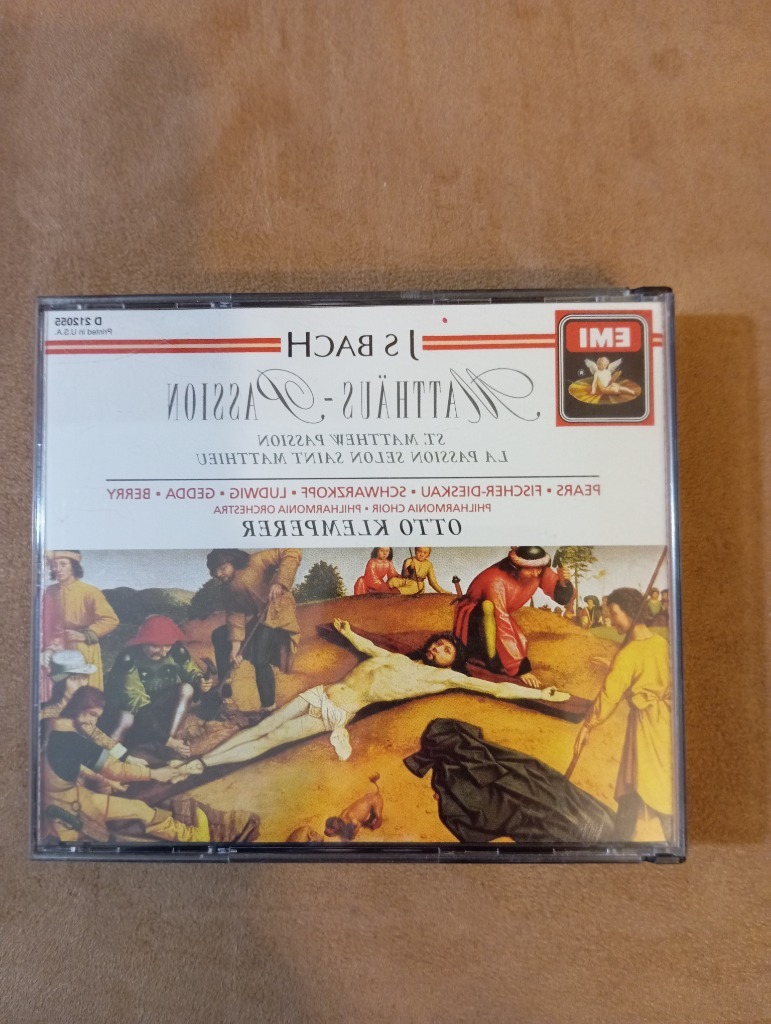 EMI
D 212055
Printed in U.S.A.
J S BACH
MATTHÄUS-PASSION
ST. MATTHEW PASSION
LA PASSION SELON SAINT MATTHIEU
PEARS • FISCHER-DIESKAU • SCHWARZKOPF • LUDWIG • GEDDA • BERRY
PHILHARMONIA CHOIR • PHILHARMONIA ORCHESTRA
OTTO KLEMPERER